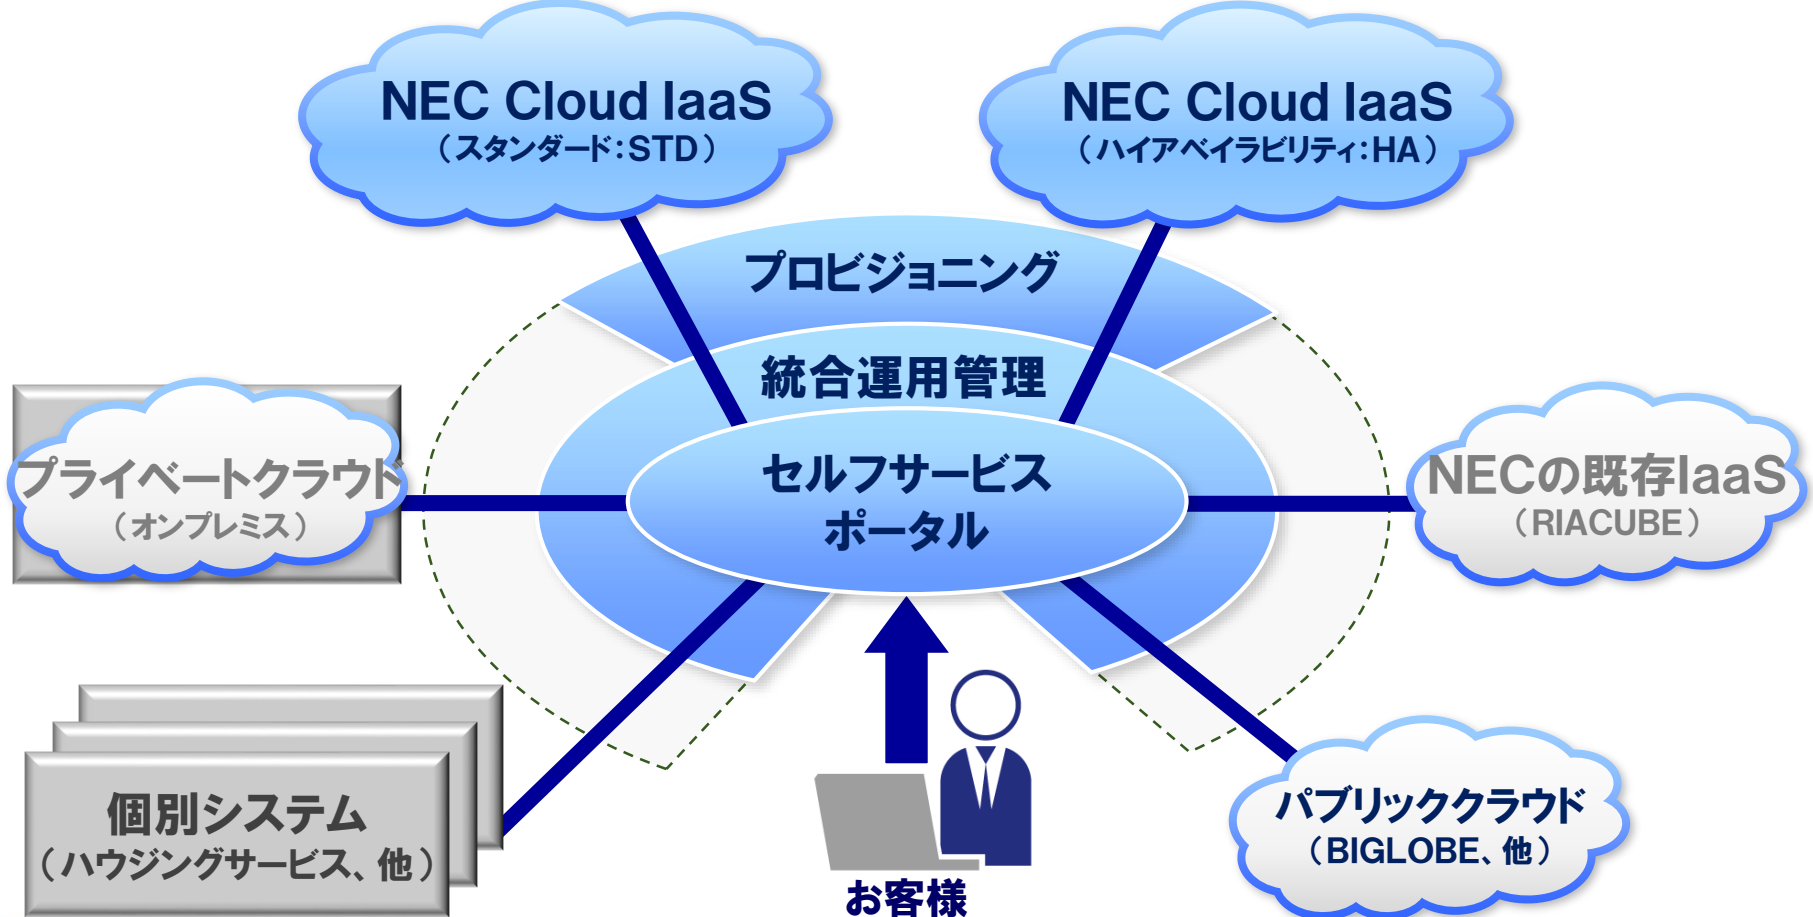 NEC Cloud IaaS
（スタンダード：STD）
NEC Cloud IaaS
（ハイアベイラビリティ：HA）
プロビジョニング
統合運用管理
セルフサービス
ポータル
プライベートクラウド
（オンプレミス）
NECの既存IaaS
（RIACUBE）
個別システム
（ハウジングサービス、他）
パブリッククラウド
（BIGLOBE、他）
お客様